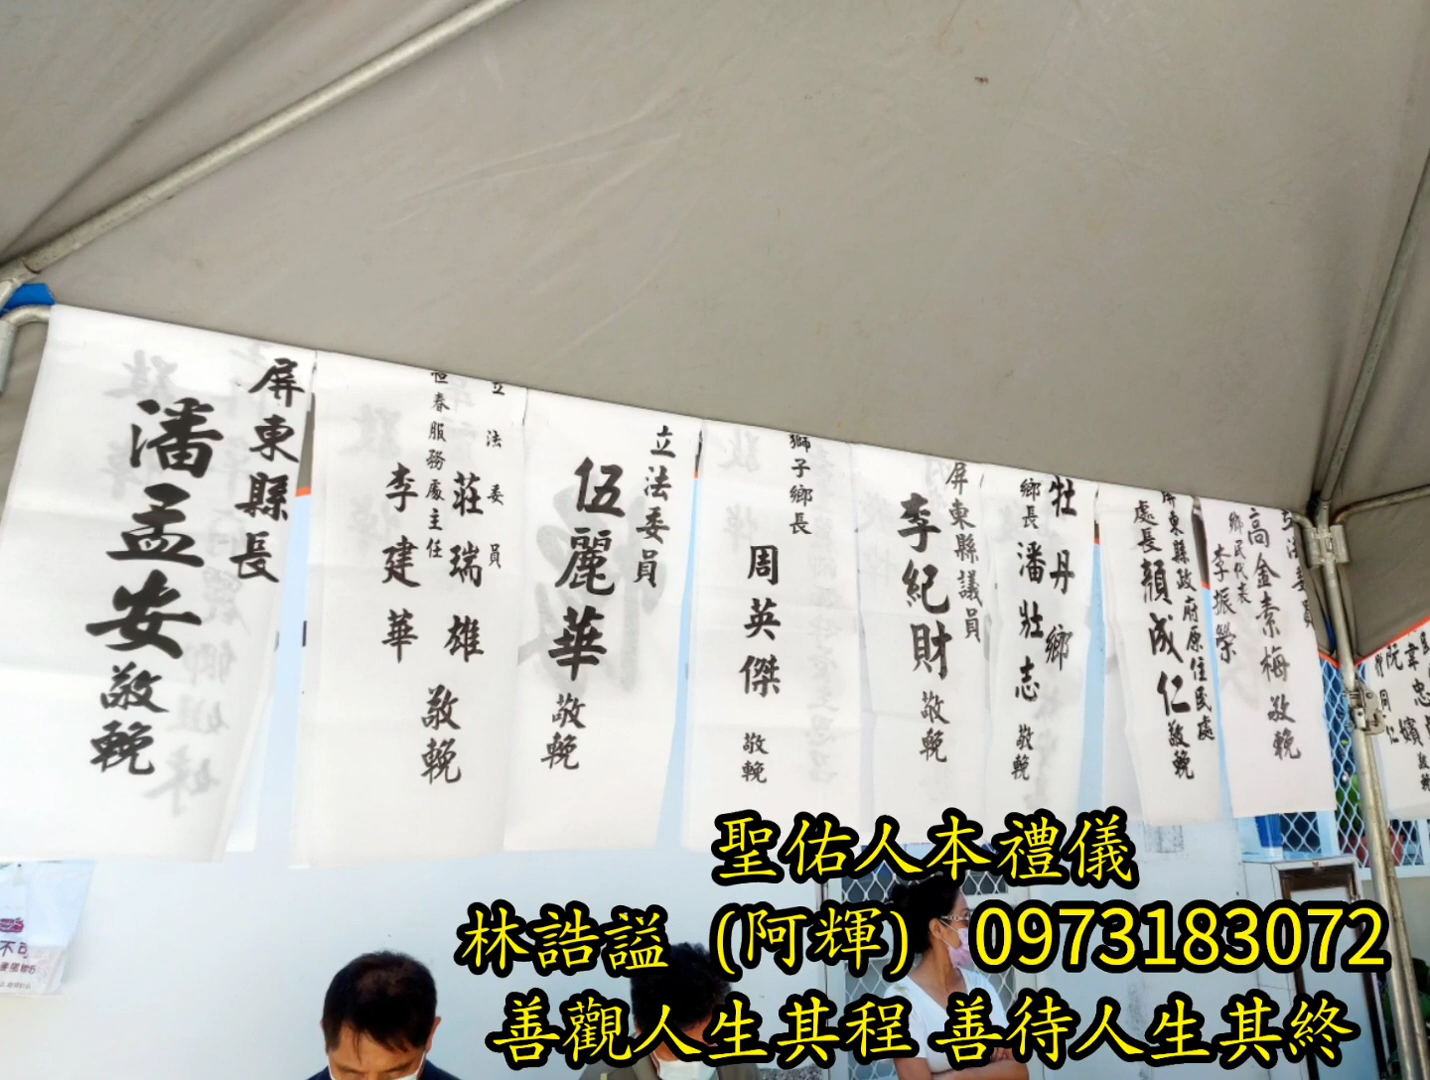 屏東縣長
潘孟安
敬輓
立法委員
莊瑞雄
恒春服務處主任
李建華
敬輓
立法委員
伍麗華
敬輓
獅子鄉長
周英傑
敬輓
屏東縣議員
李紀財
敬輓
牡丹鄉
鄉長
潘壯志
敬輓
屏東縣政府原住民處
處長
顏成仁
敬輓
立法委員
高金素梅
鄉民代表
李振榮
敬輓
聖佑人本禮儀
林誥謚 (阿輝) 0973183072
善觀人生其程 善待人生其終